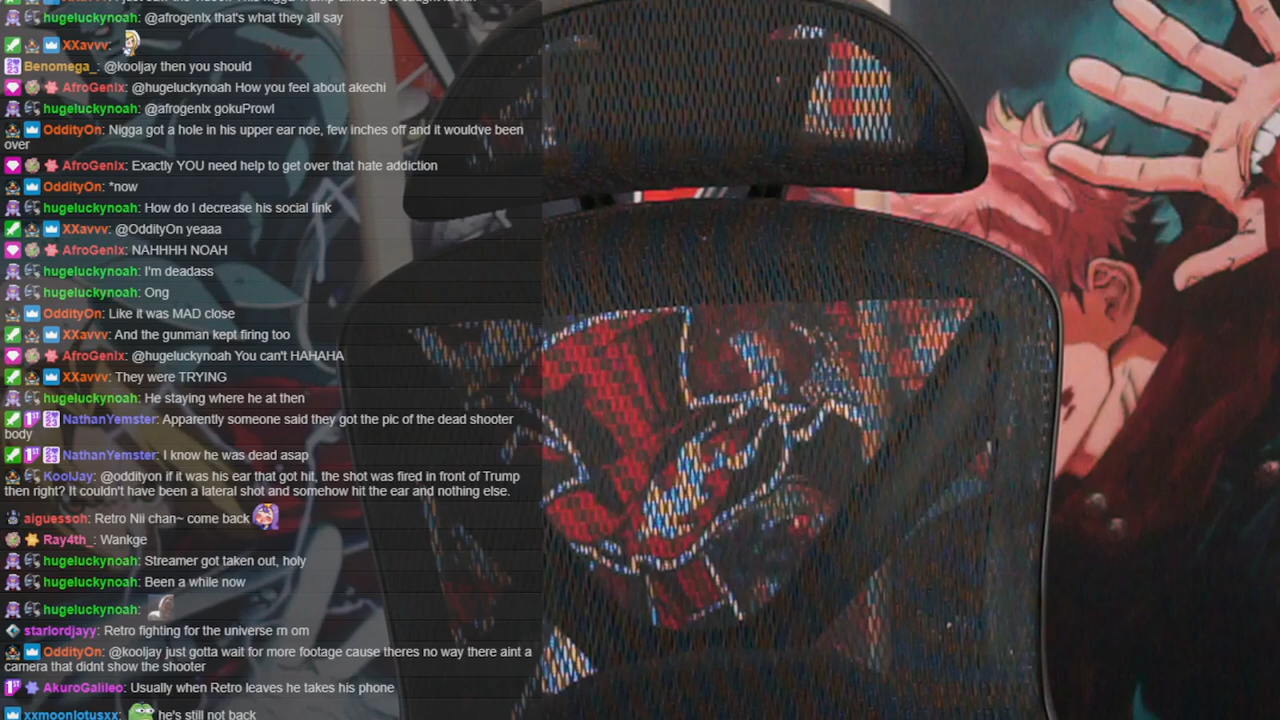 hugeluckynoah: @afrogenlx that's what they all say
XXavvv:
Benomega_: @kooljay then you should
AfroGenlx: @hugeluckynoah How you feel about akechi
hugeluckynoah: @afrogenlx gokuProwl
OddityOn: Nigga got a hole in his upper ear noe, few inches off and it wouldve been
over
AfroGenlx: Exactly YOU need help to get over that hate addiction
OddityOn: *now
hugeluckynoah: How do I decrease his social link
XXavvv: @OddityOn yeaaa
AfroGenlx: NAHHHH NOAH
hugeluckynoah: I'm deadass
hugeluckynoah: Ong
OddityOn: Like it was MAD close
XXavvv: And the gunman kept firing too
AfroGenlx: @hugeluckynoah You can't HAHAHA
XXavvv: They were TRYING
hugeluckynoah: He staying where he at then
1ST NathanYemster: Apparently someone said they got the pic of the dead shooter
body
1ST NathanYemster: I know he was dead asap
KoolJay: @oddityon if it was his ear that got hit, the shot was fired in front of Trump
then right? It couldn't have been a lateral shot and somehow hit the ear and nothing else.
aiguessoh: Retro Nii chan~ come back
Ray4th_: Wankge
hugeluckynoah: Streamer got taken out, holy
hugeluckynoah: Been a while now
hugeluckynoah:
starlordjayy: Retro fighting for the universe rn om
OddityOn: @kooljay just gotta wait for more footage cause theres no way there aint a
camera that didnt show the shooter
1ST AkuroGalileo: Usually when Retro leaves he takes his phone
xxmoonlotusxx: he's still not back